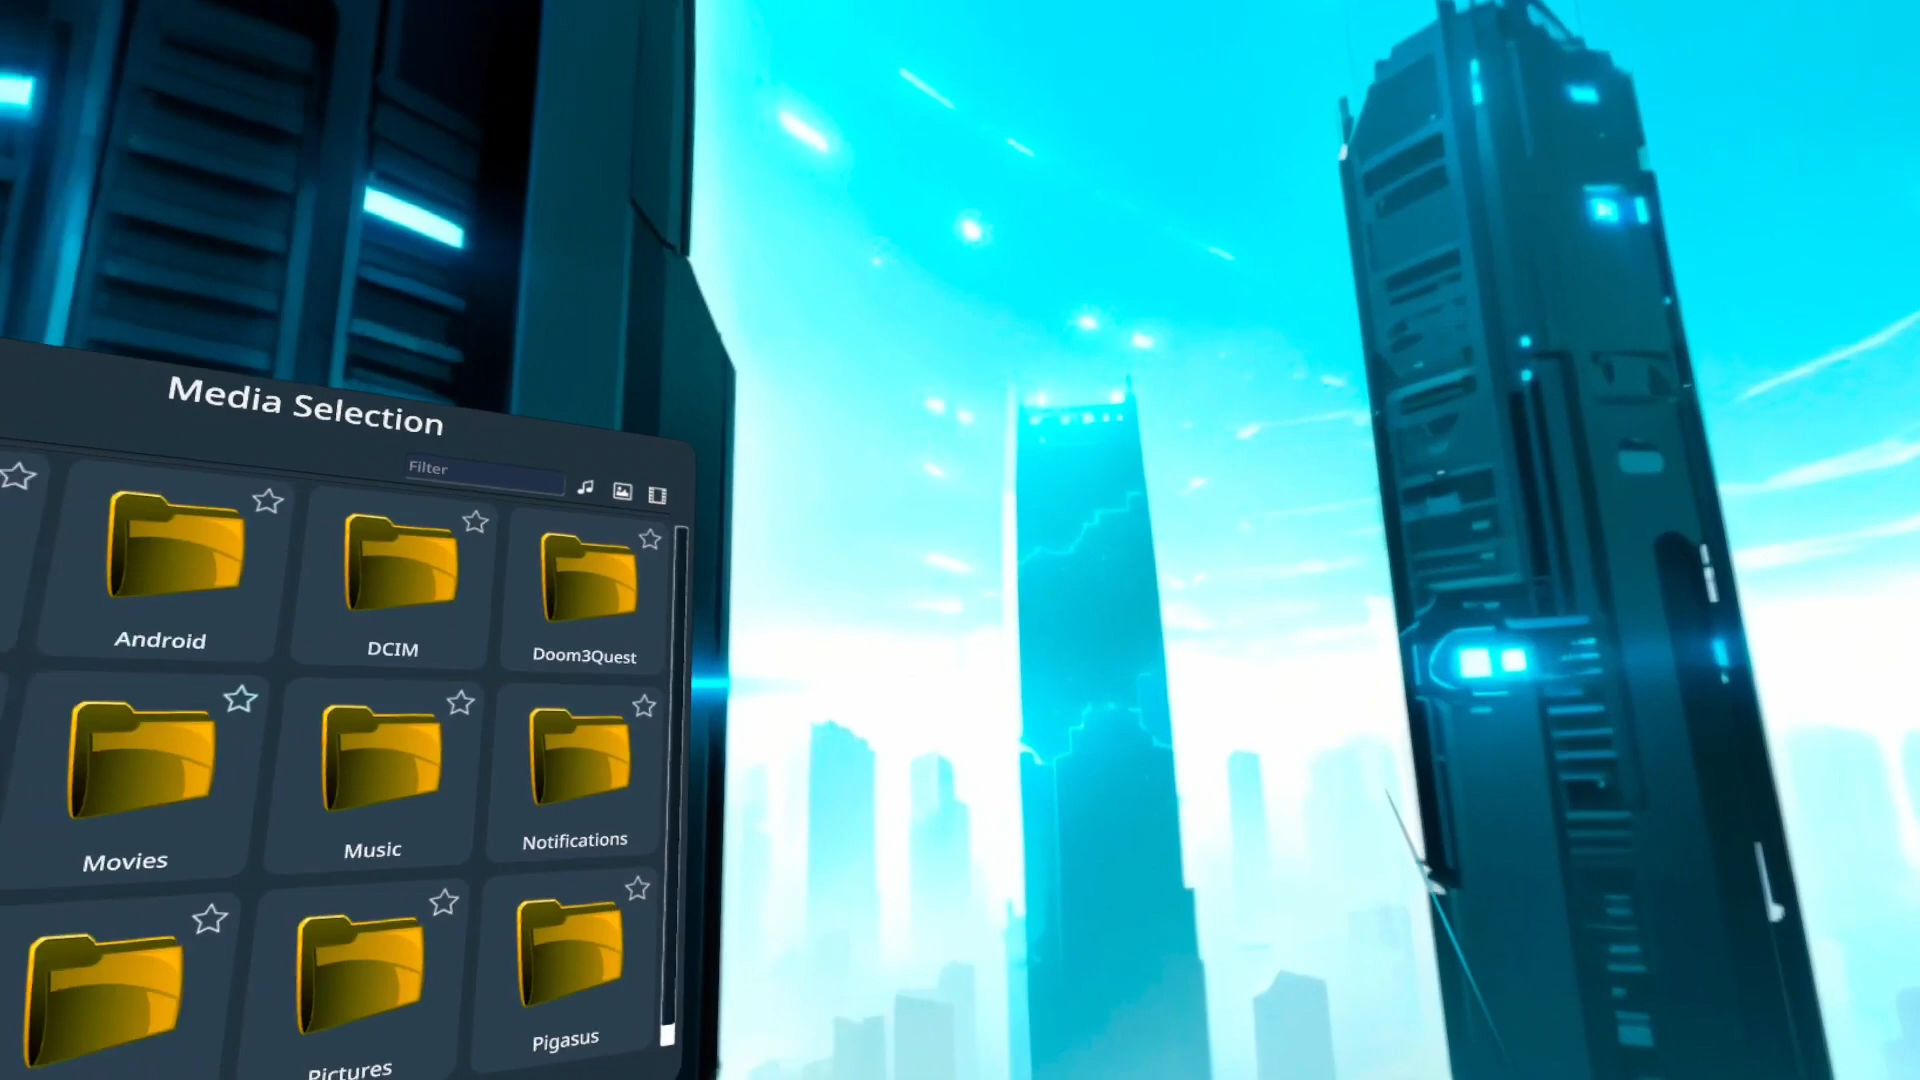 Media Selection
Filter
Android
DCIM
Doom3Quest
Movies
Music
Notifications
Pictures
Pigasus